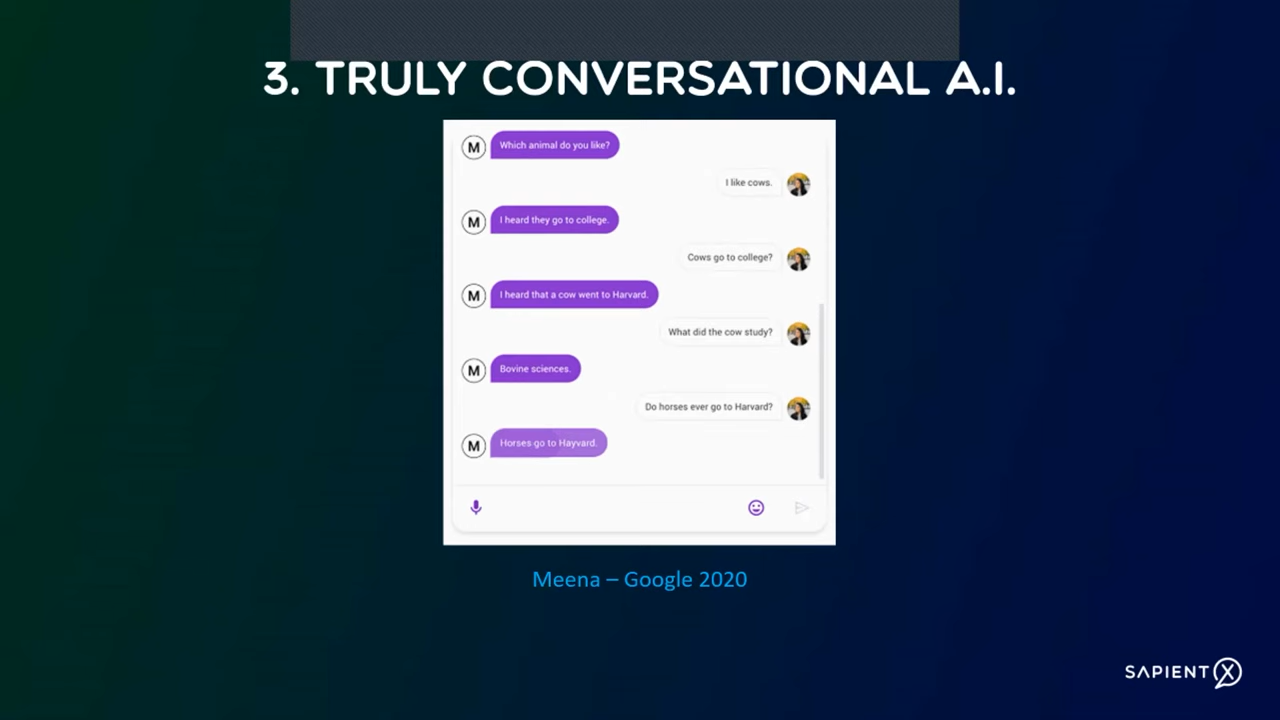 3. TRULY CONVERSATIONAL A.I.
M
Which animal do you like?
I like cows.
M
I heard they go to college.
Cows go to college?
M
I heard that a cow went to Harvard.
What did the cow study?
M
Bovine sciences.
Do horses ever go to Harvard?
M
Horses go to Hayvard.
Meena – Google 2020
SAPIENT X